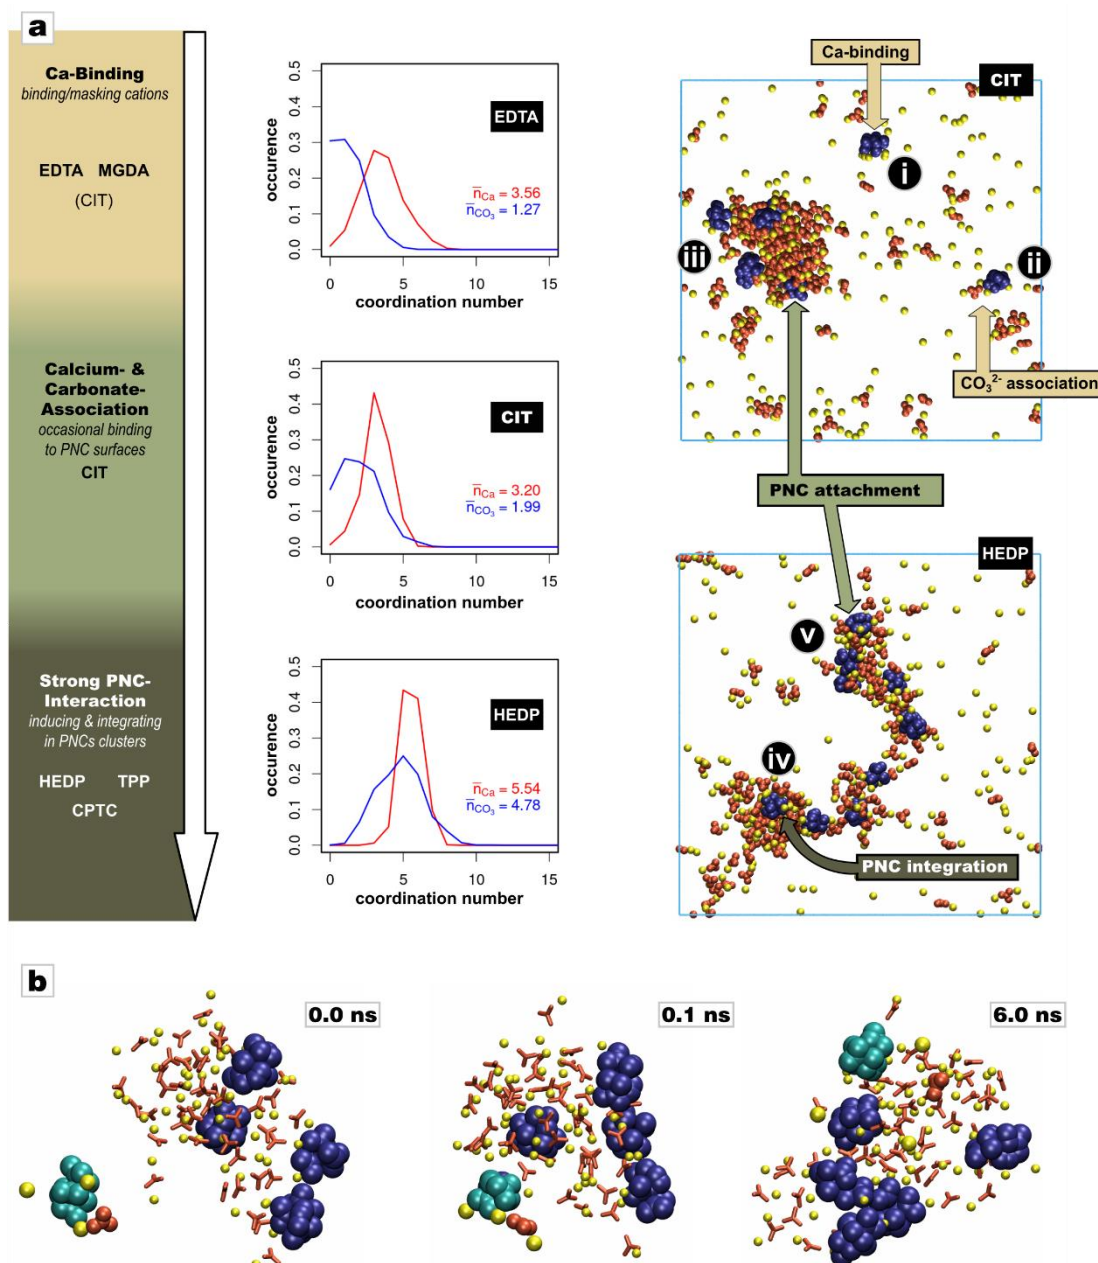 a
Ca-Binding
binding/masking cations
EDTA MGDA
(CIT)
Calcium- &
Carbonate-
Association
occasional binding
to PNC surfaces
CIT
Strong PNC-
Interaction
inducing & integrating
in PNCs clusters
HEDP TPP
CPTC
0.5
0.4
0.3
0.2
0.1
0.0
occurence
EDTA
n̅Ca = 3.56
n̅CO3 = 1.27
0 5 10 15
coordination number
0.5
0.4
0.3
0.2
0.1
0.0
occurence
CIT
n̅Ca = 3.20
n̅CO3 = 1.99
0 5 10 15
coordination number
0.5
0.4
0.3
0.2
0.1
0.0
occurence
HEDP
n̅Ca = 5.54
n̅CO3 = 4.78
0 5 10 15
coordination number
Ca-binding
CIT
i
ii
iii
CO₃²⁻ association
PNC attachment
HEDP
v
iv
PNC integration
b
0.0 ns
0.1 ns
6.0 ns